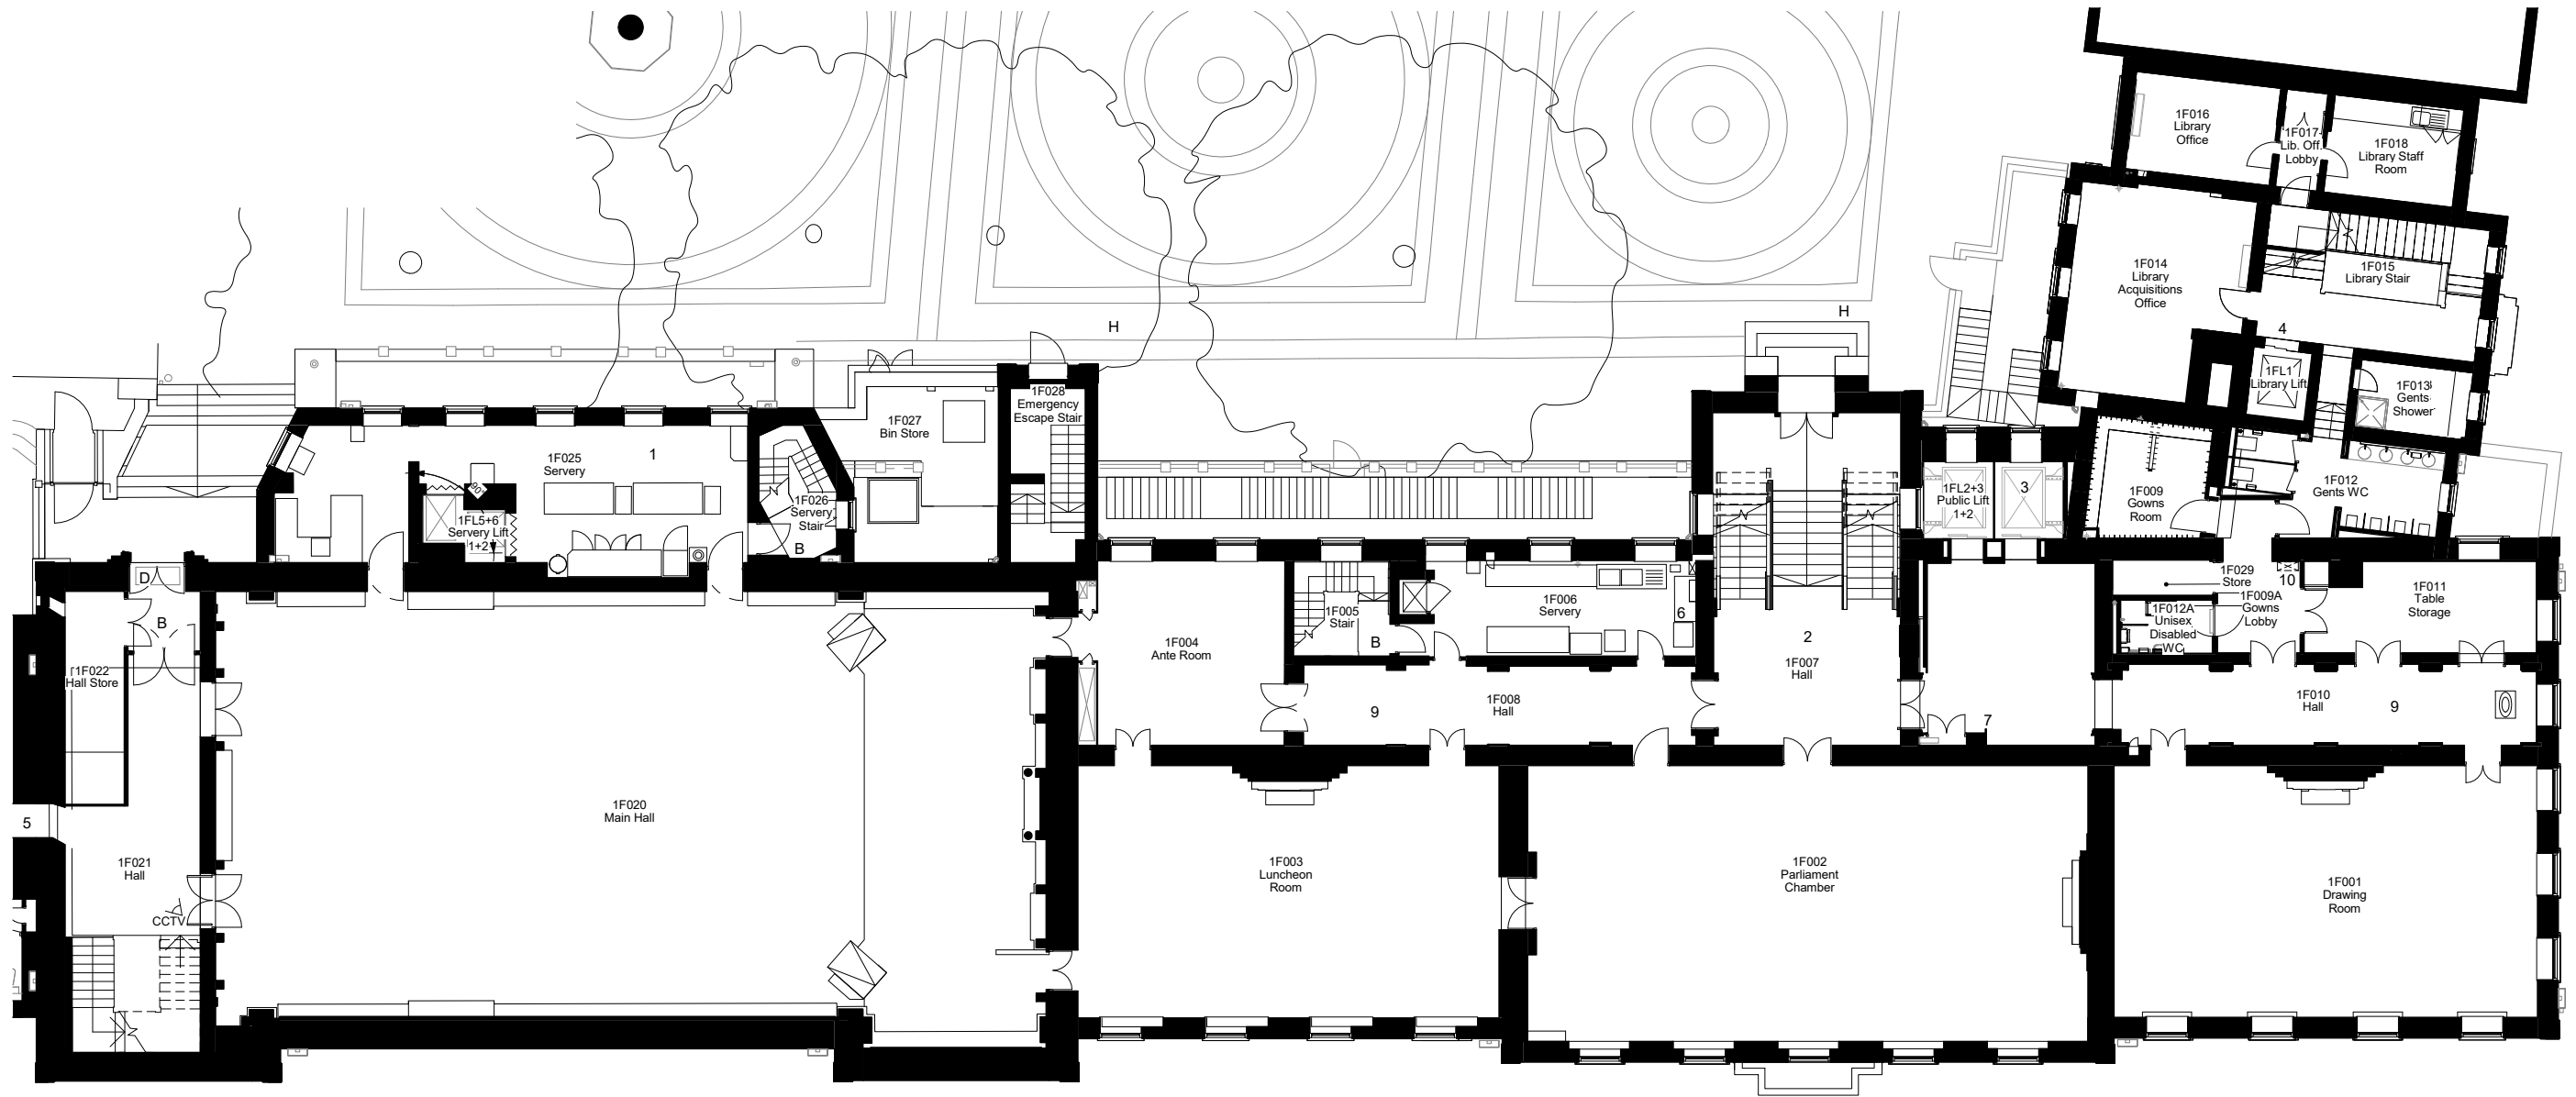 1F016
Library
Office
1F017
Lib. Off.
Lobby
1F018
Library Staff
Room
1F014
Library
Acquisitions
Office
1F015
Library Stair
4
H
H
1FL1
Library Lift
1F013
Gents
Shower
1F028
Emergency
Escape Stair
1F027
Bin Store
1
1F025
Servery
90°
1FL5+6
Servery Lift
1+2
1F026
Servery
Stair
B
1FL2+3
Public Lift
1+2
3
1F009
Gowns
Room
1F012
Gents WC
D
B
1F022
Hall Store
1F004
Ante Room
1F005
Stair
B
1F006
Servery
6
2
1F007
Hall
1F029
Store
10
1F009A
Gowns
Lobby
1F012A
Unisex
Disabled
WC
1F011
Table
Storage
9
1F008
Hall
7
1F010
Hall
9
5
1F021
Hall
CCTV
1F020
Main Hall
1F003
Luncheon
Room
1F002
Parliament
Chamber
1F001
Drawing
Room